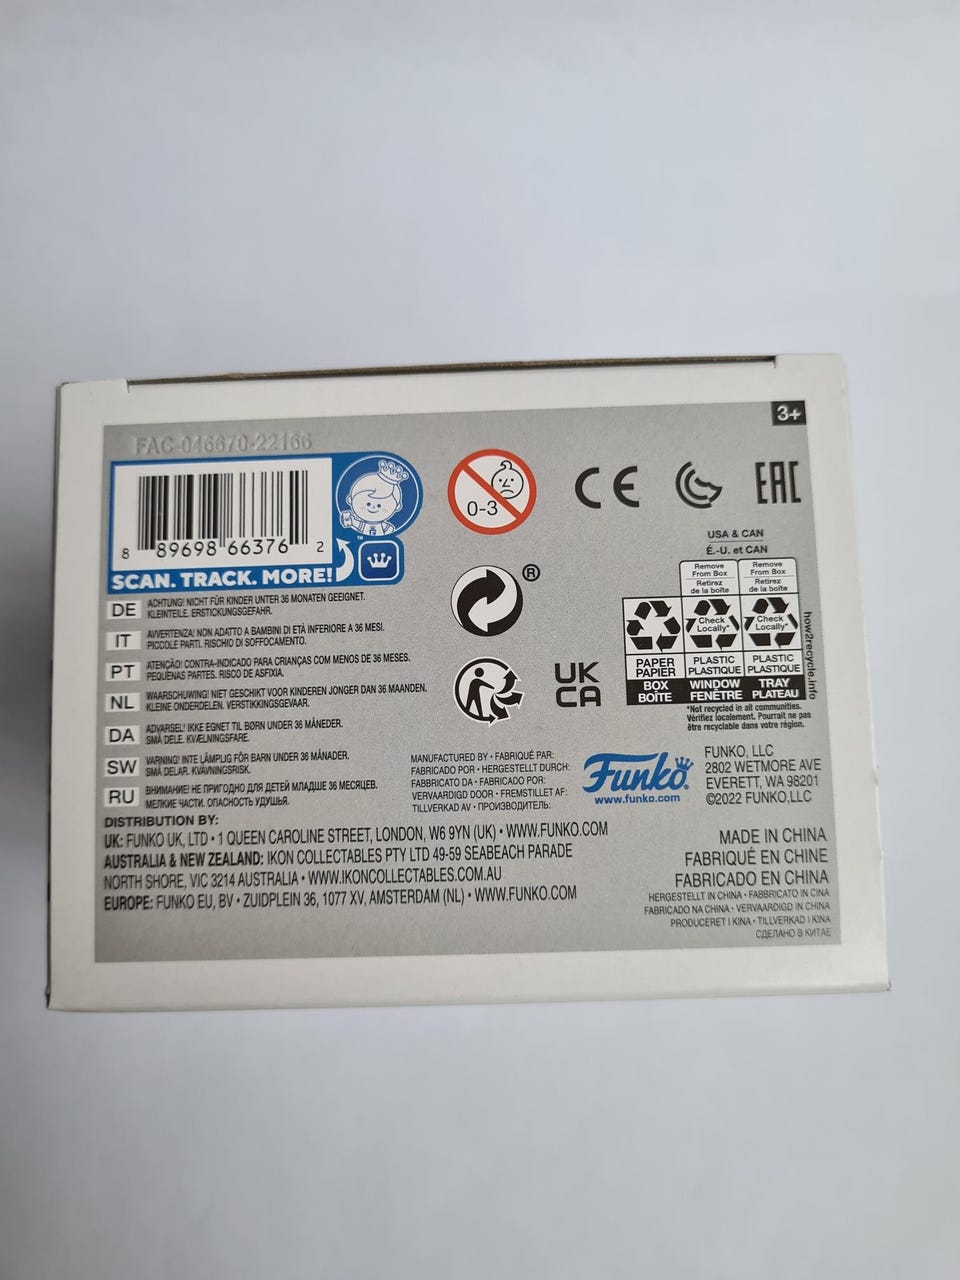 3+
FAC-046670-22166
8 89698 66376 2
™
SCAN. TRACK. MORE!
0-3
CE
EAC
®
UK
CA
USA & CAN
É.-U. et CAN
Remove
From Box
Retirez
de la boîte
Remove
From Box
Retirez
de la boîte
Check
Locally*
Check
Locally*
PAPER
PAPIER
PLASTIC
PLASTIQUE
PLASTIC
PLASTIQUE
BOX
BOÎTE
WINDOW
FENÊTRE
TRAY
PLATEAU
how2recycle.info
*Not recycled in all communities.
Vérifiez localement. Pourrait ne pas
être recyclable dans votre région.
DE ACHTUNG! NICHT FÜR KINDER UNTER 36 MONATEN GEEIGNET.
KLEINTEILE. ERSTICKUNGSGEFAHR.
IT AVVERTENZA! NON ADATTO A BAMBINI DI ETÀ INFERIORE A 36 MESI.
PICCOLE PARTI. RISCHIO DI SOFFOCAMENTO.
PT ATENÇÃO! CONTRA-INDICADO PARA CRIANÇAS COM MENOS DE 36 MESES.
PEQUENAS PARTES. RISCO DE ASFIXIA.
NL WAARSCHUWING! NIET GESCHIKT VOOR KINDEREN JONGER DAN 36 MAANDEN.
KLEINE ONDERDELEN. VERSTIKKINGSGEVAAR.
DA ADVARSEL! IKKE EGNET TIL BØRN UNDER 36 MÅNEDER.
SMÅ DELE. KVÆLNINGSFARE.
SW VARNING! INTE LÄMPLIG FÖR BARN UNDER 36 MÅNADER.
SMÅ DELAR. KVÄVNINGSRISK.
RU ВНИМАНИЕ! НЕ ПРИГОДНО ДЛЯ ДЕТЕЙ МЛАДШЕ 36 МЕСЯЦЕВ.
МЕЛКИЕ ЧАСТИ. ОПАСНОСТЬ УДУШЬЯ.
MANUFACTURED BY • FABRIQUÉ PAR:
FABRICADO POR • HERGESTELLT DURCH:
FABBRICATO DA • FABRICADO POR:
VERVAARDIGD DOOR • FREMSTILLET AF:
TILLVERKAD AV • ПРОИЗВОДИТЕЛЬ:
Funko®
www.funko.com
FUNKO, LLC
2802 WETMORE AVE
EVERETT, WA 98201
©2022 FUNKO,LLC
DISTRIBUTION BY:
UK: FUNKO UK, LTD • 1 QUEEN CAROLINE STREET, LONDON, W6 9YN (UK) • WWW.FUNKO.COM
AUSTRALIA & NEW ZEALAND: IKON COLLECTABLES PTY LTD 49-59 SEABEACH PARADE
NORTH SHORE, VIC 3214 AUSTRALIA • WWW.IKONCOLLECTABLES.COM.AU
EUROPE: FUNKO EU, BV • ZUIDPLEIN 36, 1077 XV, AMSTERDAM (NL) • WWW.FUNKO.COM
MADE IN CHINA
FABRIQUÉ EN CHINE
FABRICADO EN CHINA
HERGESTELLT IN CHINA • FABBRICATO IN CINA
FABRICADO NA CHINA • VERVAARDIGD IN CHINA
PRODUCERET I KINA • TILLVERKAD I KINA
СДЕЛАНО В КИТАЕ